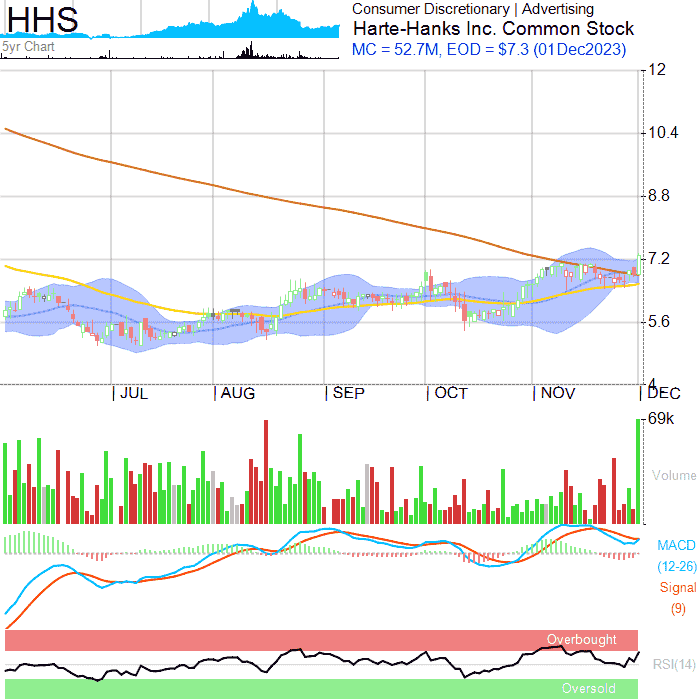 HHS
Consumer Discretionary | Advertising
Harte-Hanks Inc. Common Stock
5yr Chart
MC = 52.7M, EOD = $7.3 (01Dec2023)
12
10.4
8.8
7.2
5.6
4
JUL AUG SEP OCT NOV DEC
69k
Volume
MACD
(12-26)
Signal
(9)
Overbought
RSI(14)
Oversold